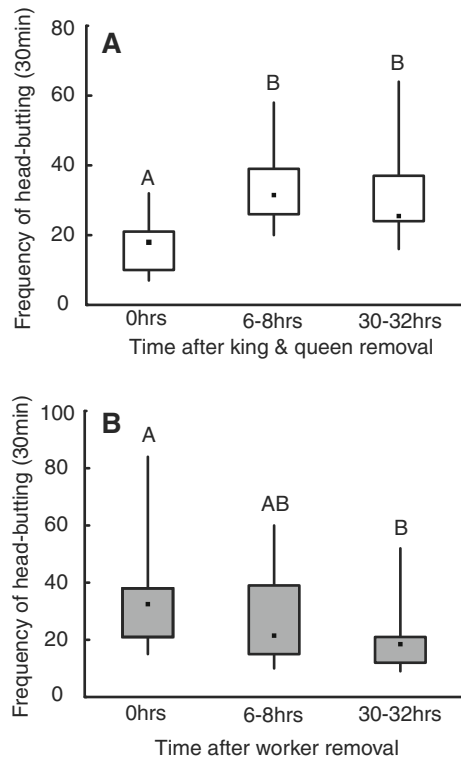 A
Frequency of head-butting (30min)
80
60
40
20
0
A
B
B
0hrs
6-8hrs
30-32hrs
Time after king & queen removal
B
Frequency of head-butting (30min)
100
80
60
40
20
0
A
AB
B
0hrs
6-8hrs
30-32hrs
Time after worker removal